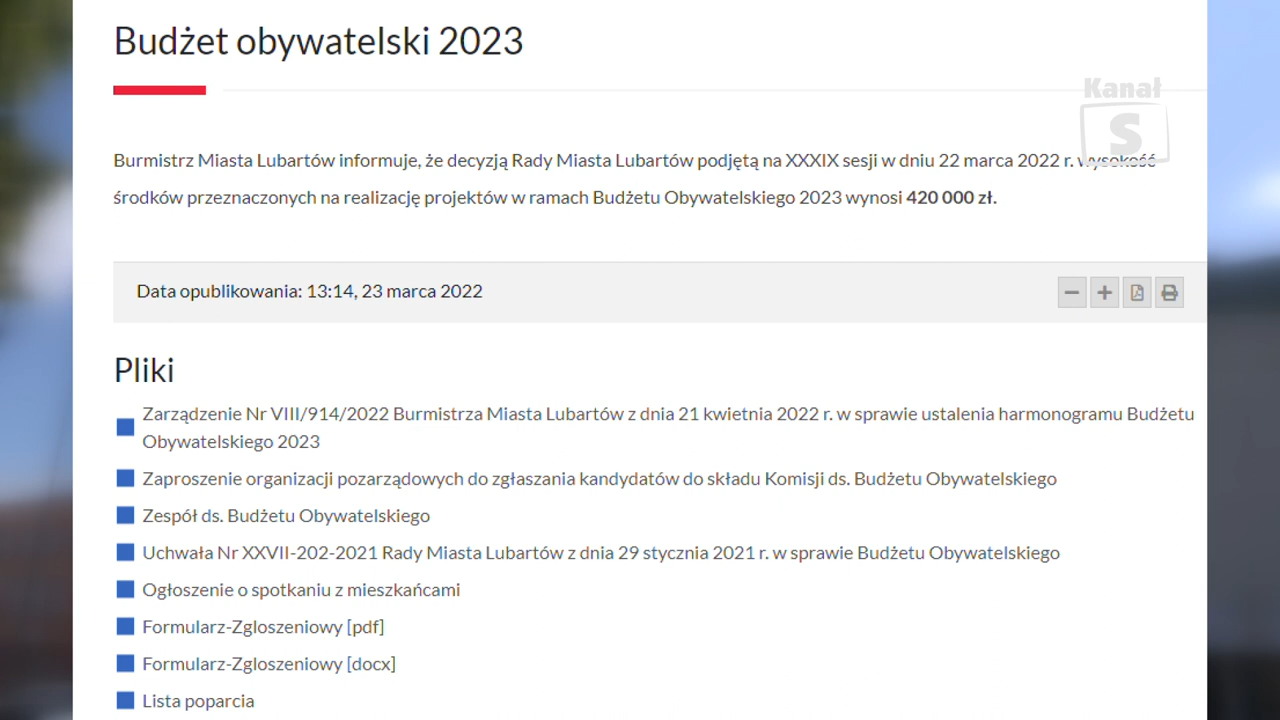 Budżet obywatelski 2023
Kanał
S
Burmistrz Miasta Lubartów informuje, że decyzją Rady Miasta Lubartów podjętą na XXXIX sesji w dniu 22 marca 2022 r. wysokość
środków przeznaczonych na realizację projektów w ramach Budżetu Obywatelskiego 2023 wynosi 420 000 zł.
Data opublikowania: 13:14, 23 marca 2022
Pliki
Zarządzenie Nr VIII/914/2022 Burmistrza Miasta Lubartów z dnia 21 kwietnia 2022 r. w sprawie ustalenia harmonogramu Budżetu
Obywatelskiego 2023
Zaproszenie organizacji pozarządowych do zgłaszania kandydatów do składu Komisji ds. Budżetu Obywatelskiego
Zespół ds. Budżetu Obywatelskiego
Uchwała Nr XXVII-202-2021 Rady Miasta Lubartów z dnia 29 stycznia 2021 r. w sprawie Budżetu Obywatelskiego
Ogłoszenie o spotkaniu z mieszkańcami
Formularz-Zgloszeniowy [pdf]
Formularz-Zgloszeniowy [docx]
Lista poparcia